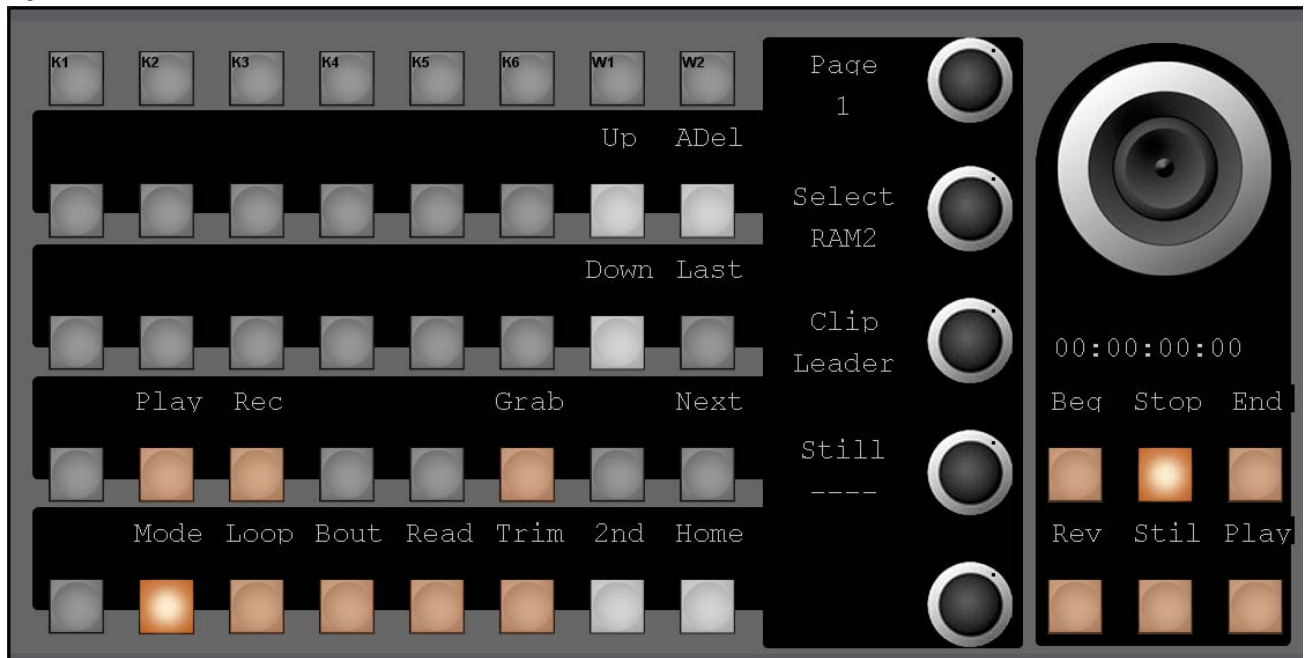 K1 K2 K3 K4 K5 K6 W1 W2
Up ADel
Down Last
Play Rec Grab Next
Mode Loop Bout Read Trim 2nd Home
Page
1
Select
RAM2
Clip
Leader
Still
----
00:00:00:00
Beg Stop End
Rev Stil Play